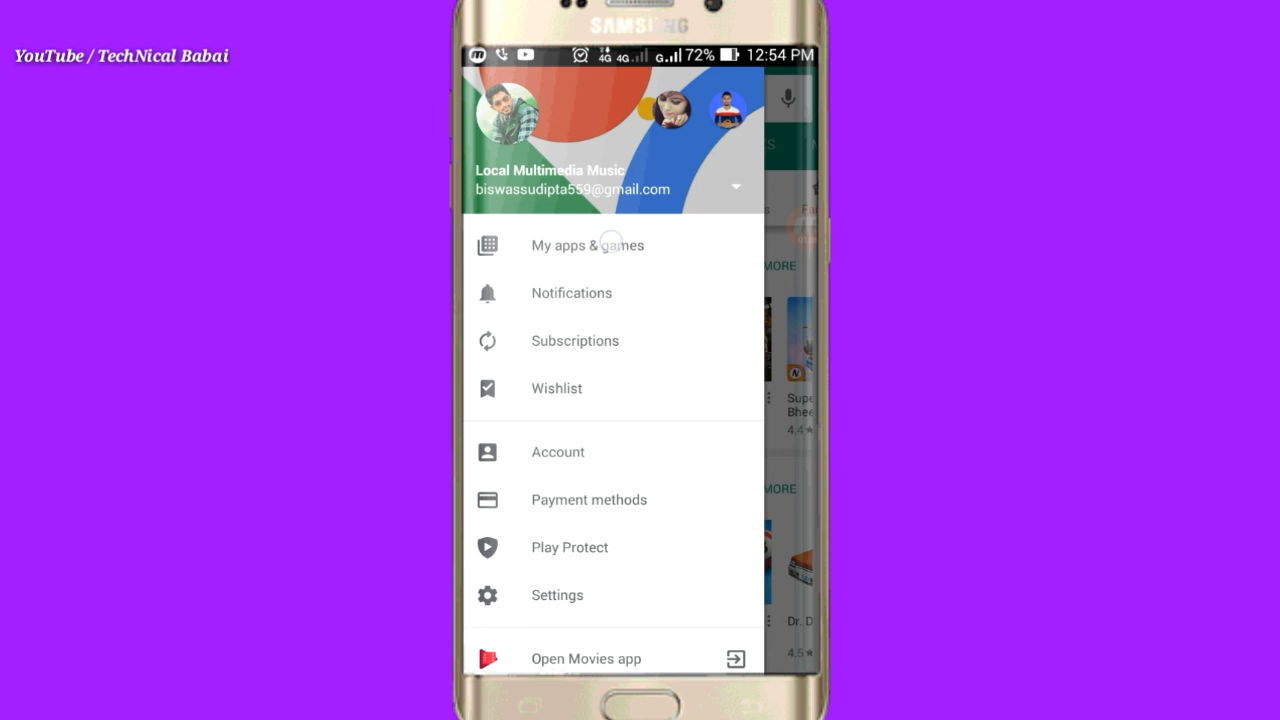 YouTube / TechNical Babai
SAMSUNG
4G 4G G 72% 12:54 PM
Local Multimedia Music
biswassudipta559@gmail.com
My apps & games
MORE
Notifications
Subscriptions
Wishlist
Supe
Bhee
4.4★
Account
MORE
Payment methods
Play Protect
Settings
Dr. D
4.5★
Open Movies app